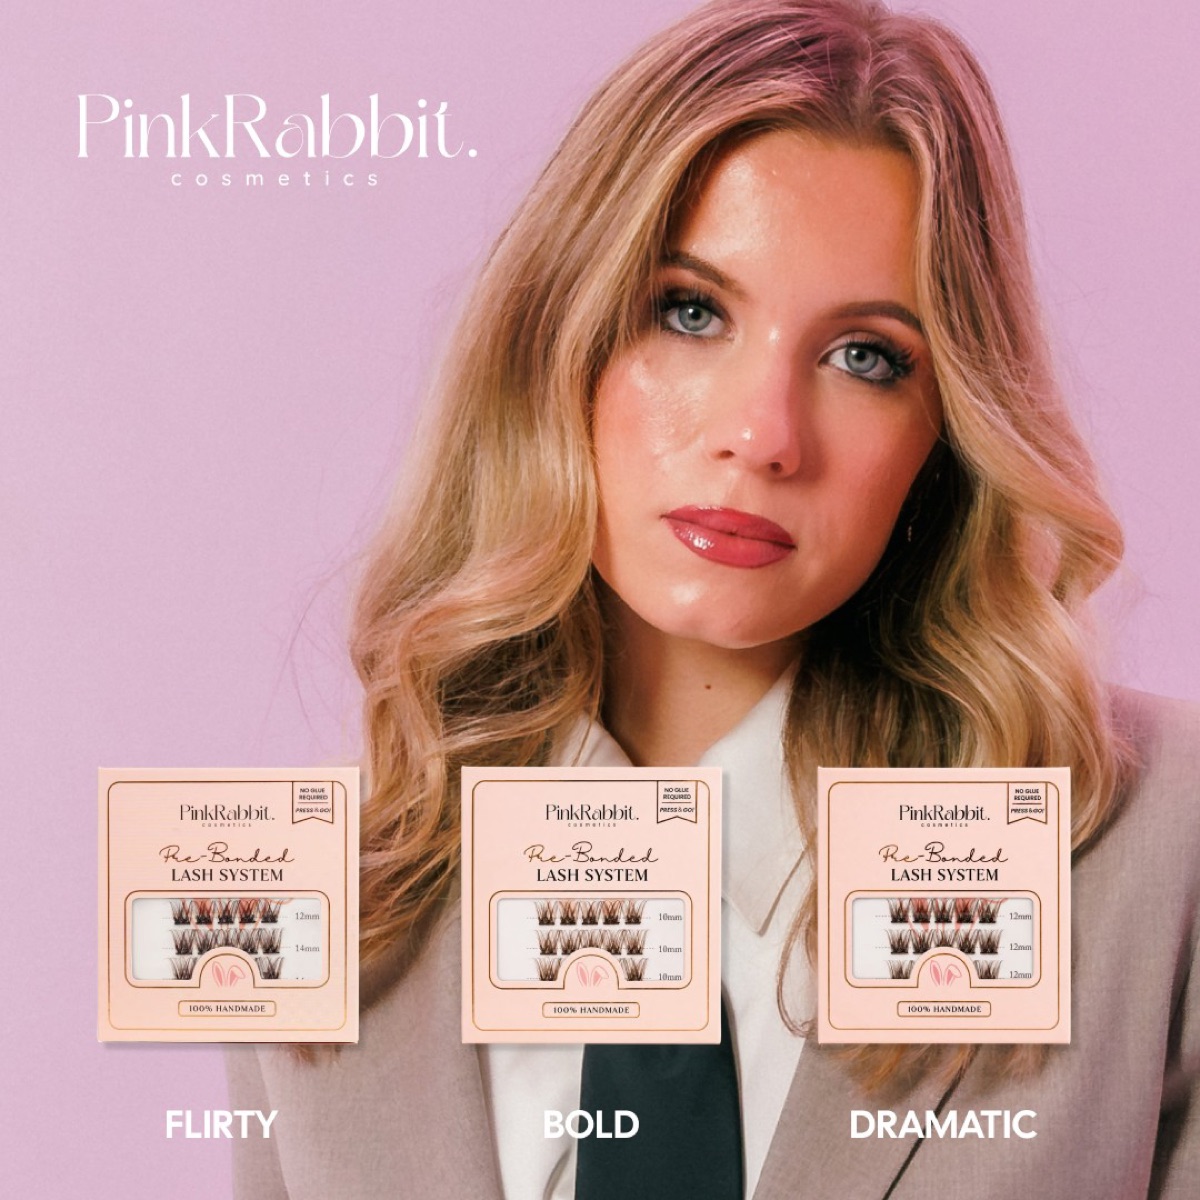 PinkRabbit.
cosmetics
NO GLUE
REQUIRED
PRESS & GO!
PinkRabbit.
cosmetics
Pre-Bonded
LASH SYSTEM
12mm
14mm
100% HANDMADE
FLIRTY
NO GLUE
REQUIRED
PRESS & GO!
PinkRabbit.
cosmetics
Pre-Bonded
LASH SYSTEM
10mm
10mm
10mm
100% HANDMADE
BOLD
NO GLUE
REQUIRED
PRESS & GO!
PinkRabbit.
cosmetics
Pre-Bonded
LASH SYSTEM
12mm
12mm
12mm
100% HANDMADE
DRAMATIC